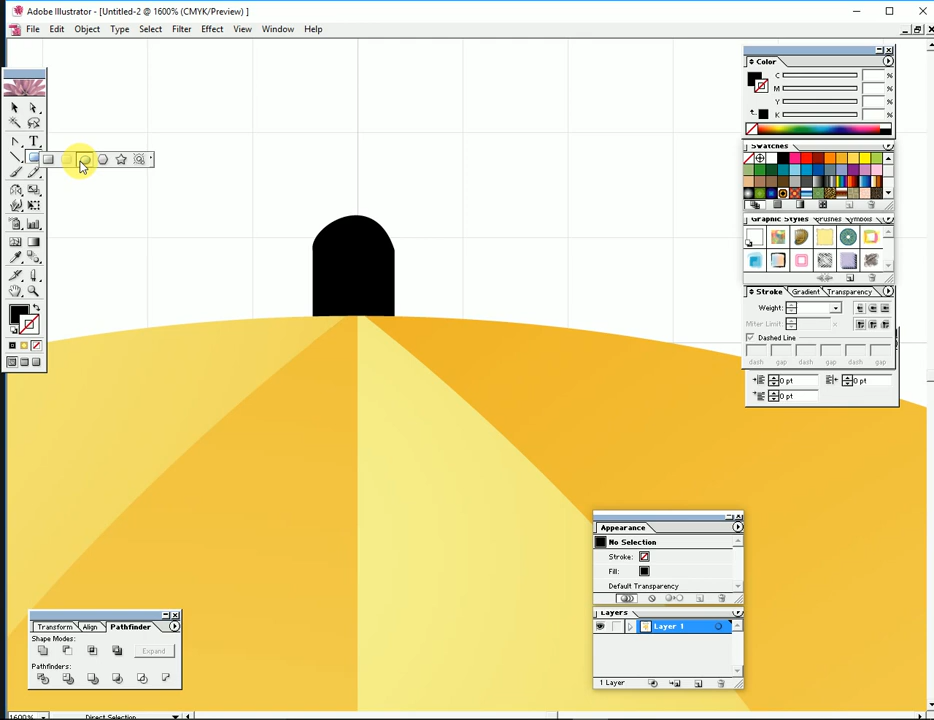 Adobe Illustrator - [Untitled-2 @ 1600% (CMYK/Preview) ]
File Edit Object Type Select Filter Effect View Window Help
Color
C %
M %
Y %
K %
Swatches
Graphic Styles Brushes Symbols
Stroke Gradient Transparency
Weight:
Miter Limit: x
Dashed Line
dash gap dash gap dash gap
0 pt 0 pt
0 pt
Appearance
No Selection
Stroke:
Fill:
Default Transparency
Layers
Layer 1
1 Layer
Transform Align Pathfinder
Shape Modes:
Expand
Pathfinders:
1600% Direct Selection